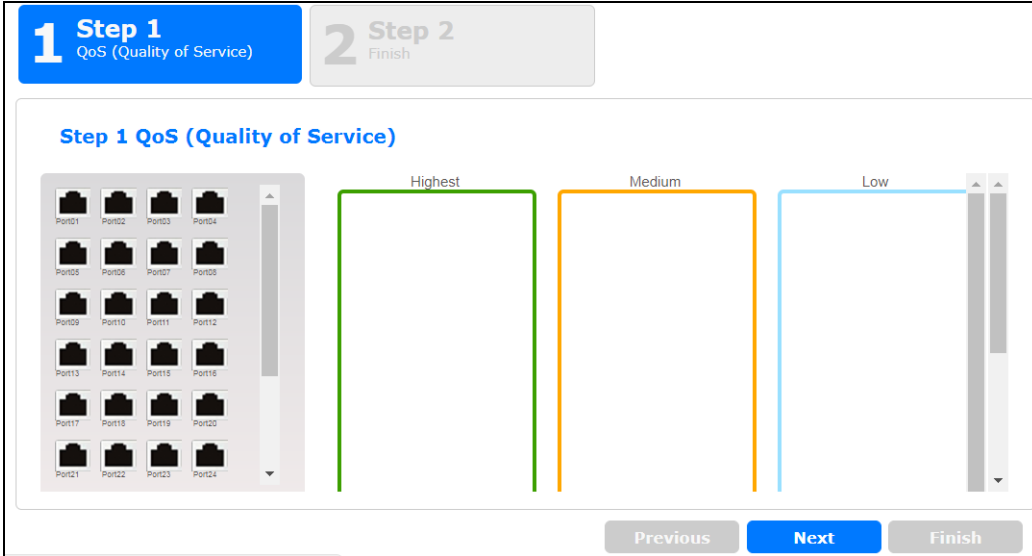 1 Step 1
QoS (Quality of Service)
2 Step 2
Finish
Step 1 QoS (Quality of Service)
Highest Medium Low
Port01 Port02 Port03 Port04
Port05 Port06 Port07 Port08
Port09 Port10 Port11 Port12
Port13 Port14 Port15 Port16
Port17 Port18 Port19 Port20
Port21 Port22 Port23 Port24
Previous Next Finish